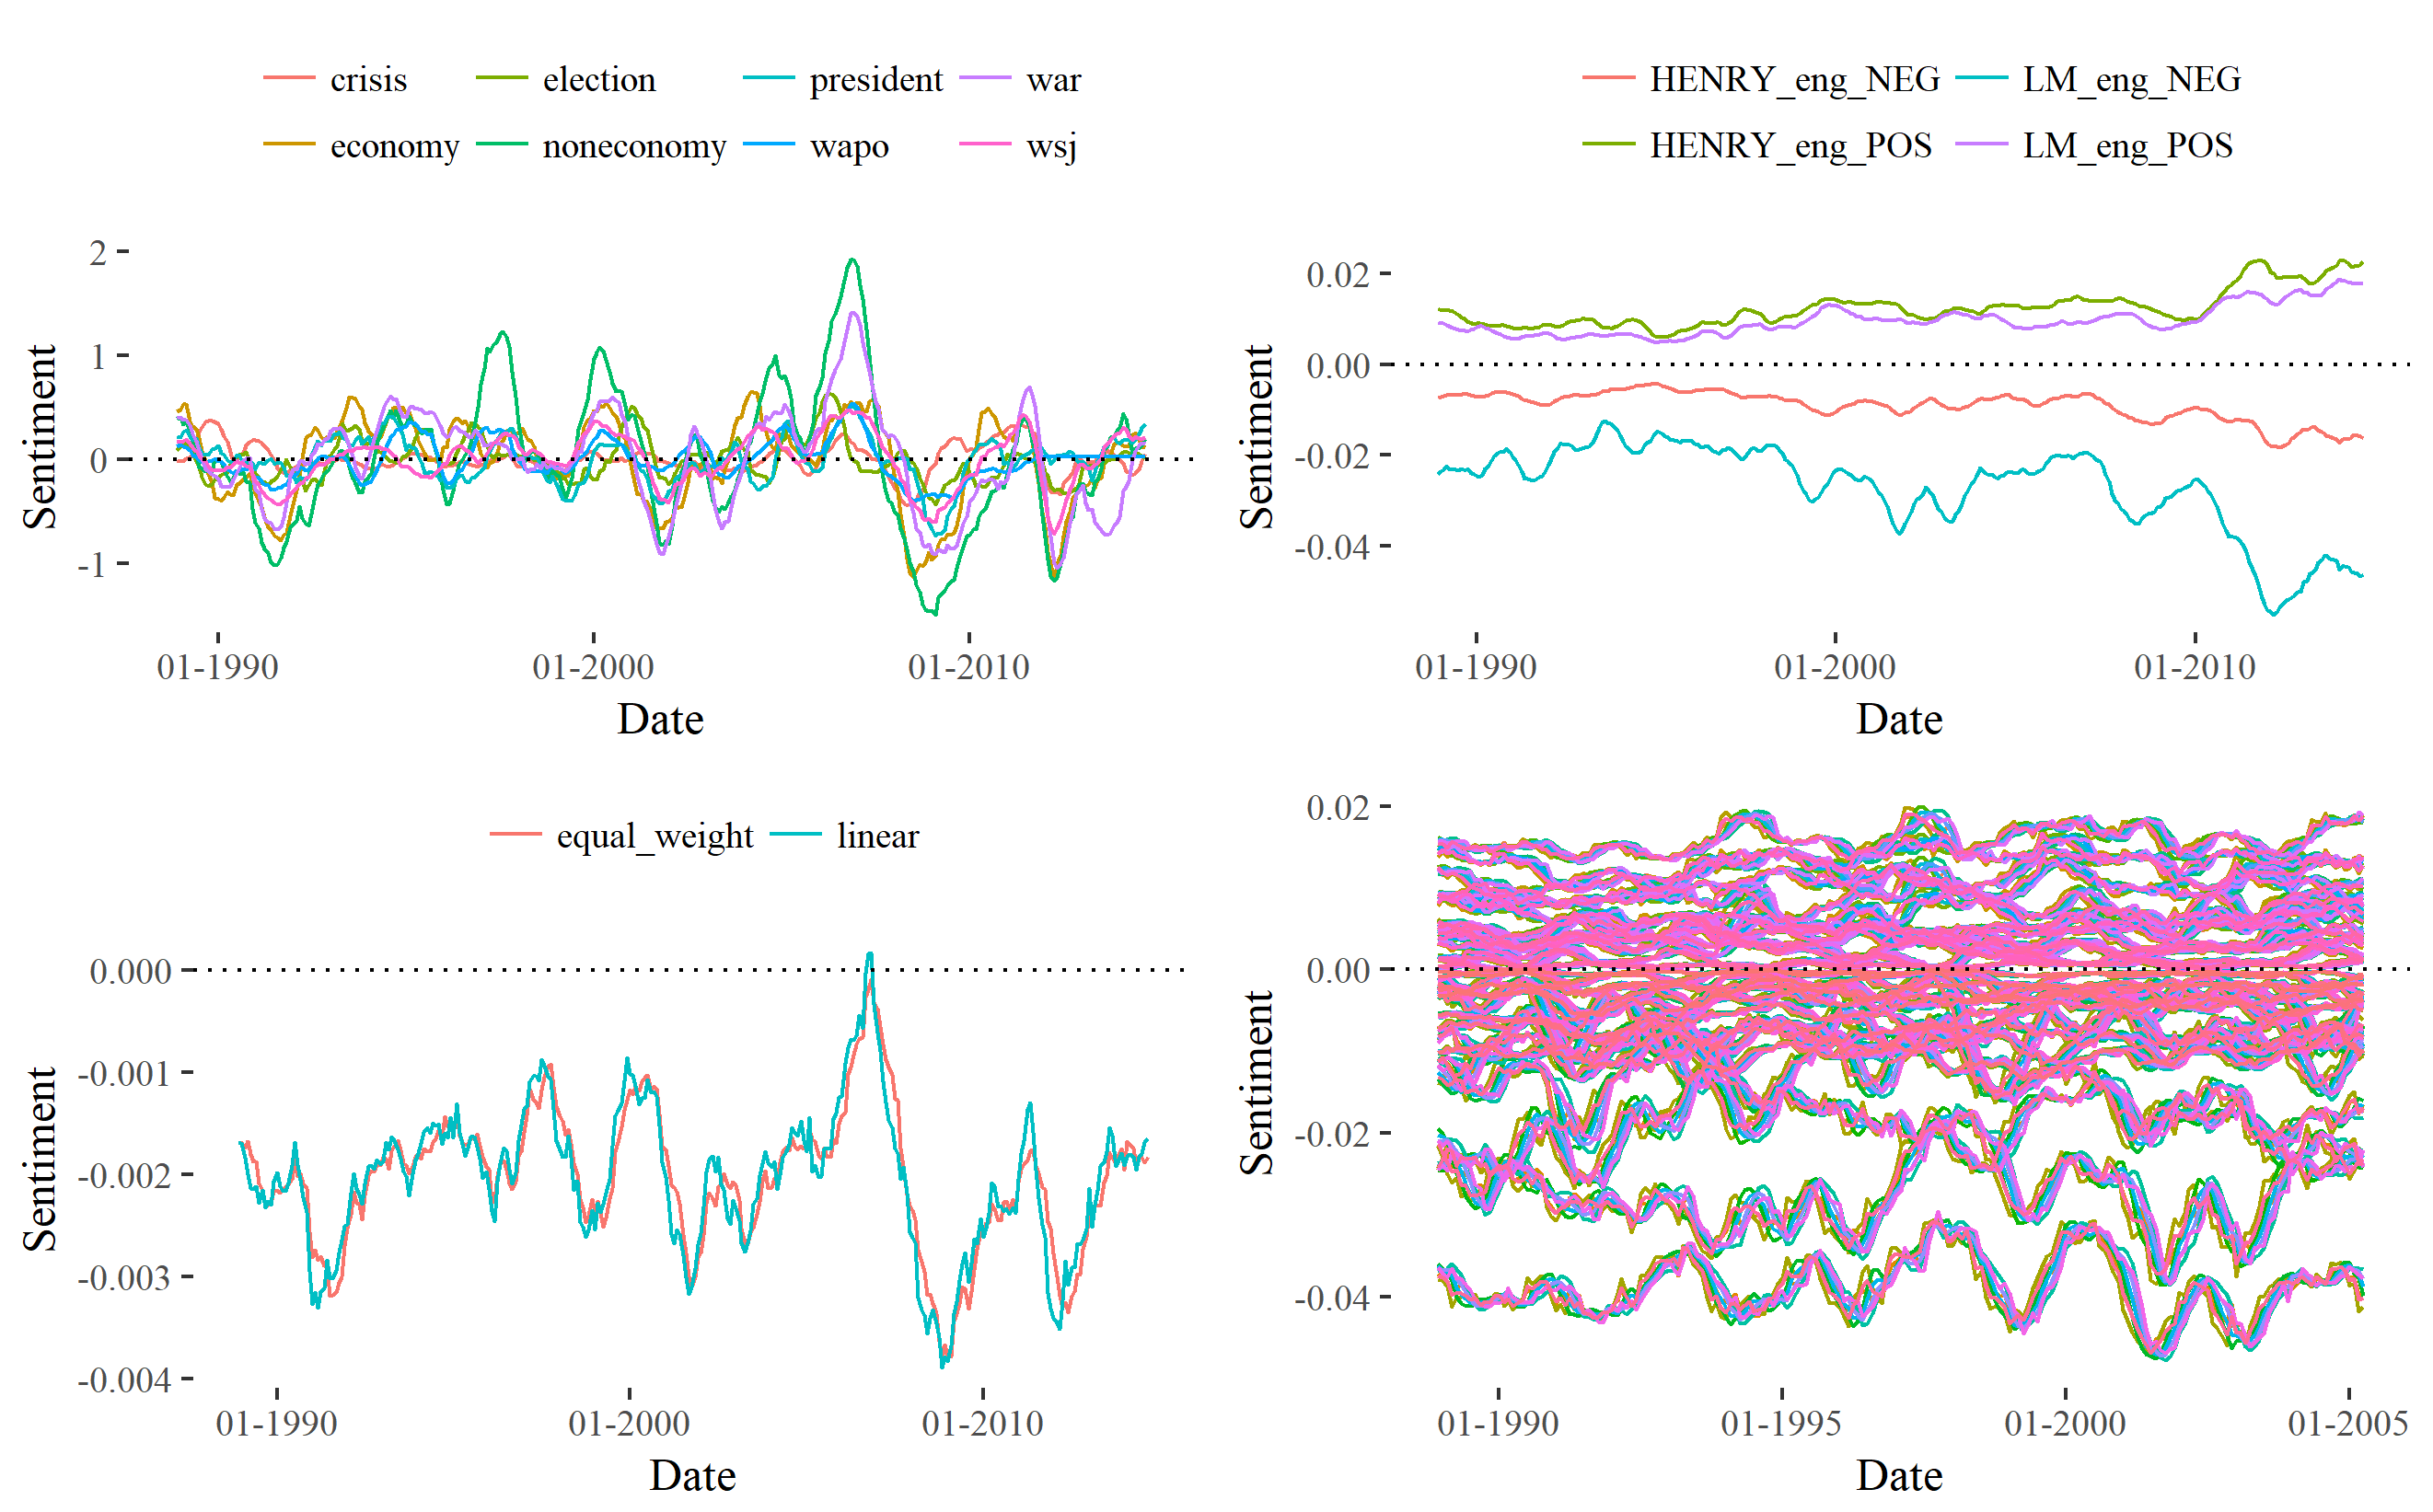 crisis election president war
economy noneconomy wapo wsj
2
1
0
-1
Sentiment
01-1990 01-2000 01-2010
Date
HENRY_eng_NEG LM_eng_NEG
HENRY_eng_POS LM_eng_POS
0.02
0.00
-0.02
-0.04
Sentiment
01-1990 01-2000 01-2010
Date
equal_weight linear
0.000
-0.001
-0.002
-0.003
-0.004
Sentiment
01-1990 01-2000 01-2010
Date
0.02
0.00
-0.02
-0.04
Sentiment
01-1990 01-1995 01-2000 01-2005
Date